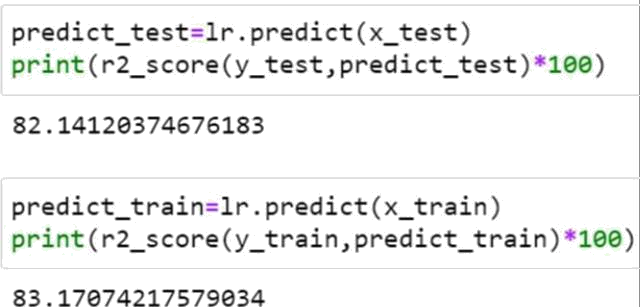 predict_test=lr.predict(x_test)
print(r2_score(y_test,predict_test)*100)
82.14120374676183
predict_train=lr.predict(x_train)
print(r2_score(y_train,predict_train)*100)
83.17074217579034